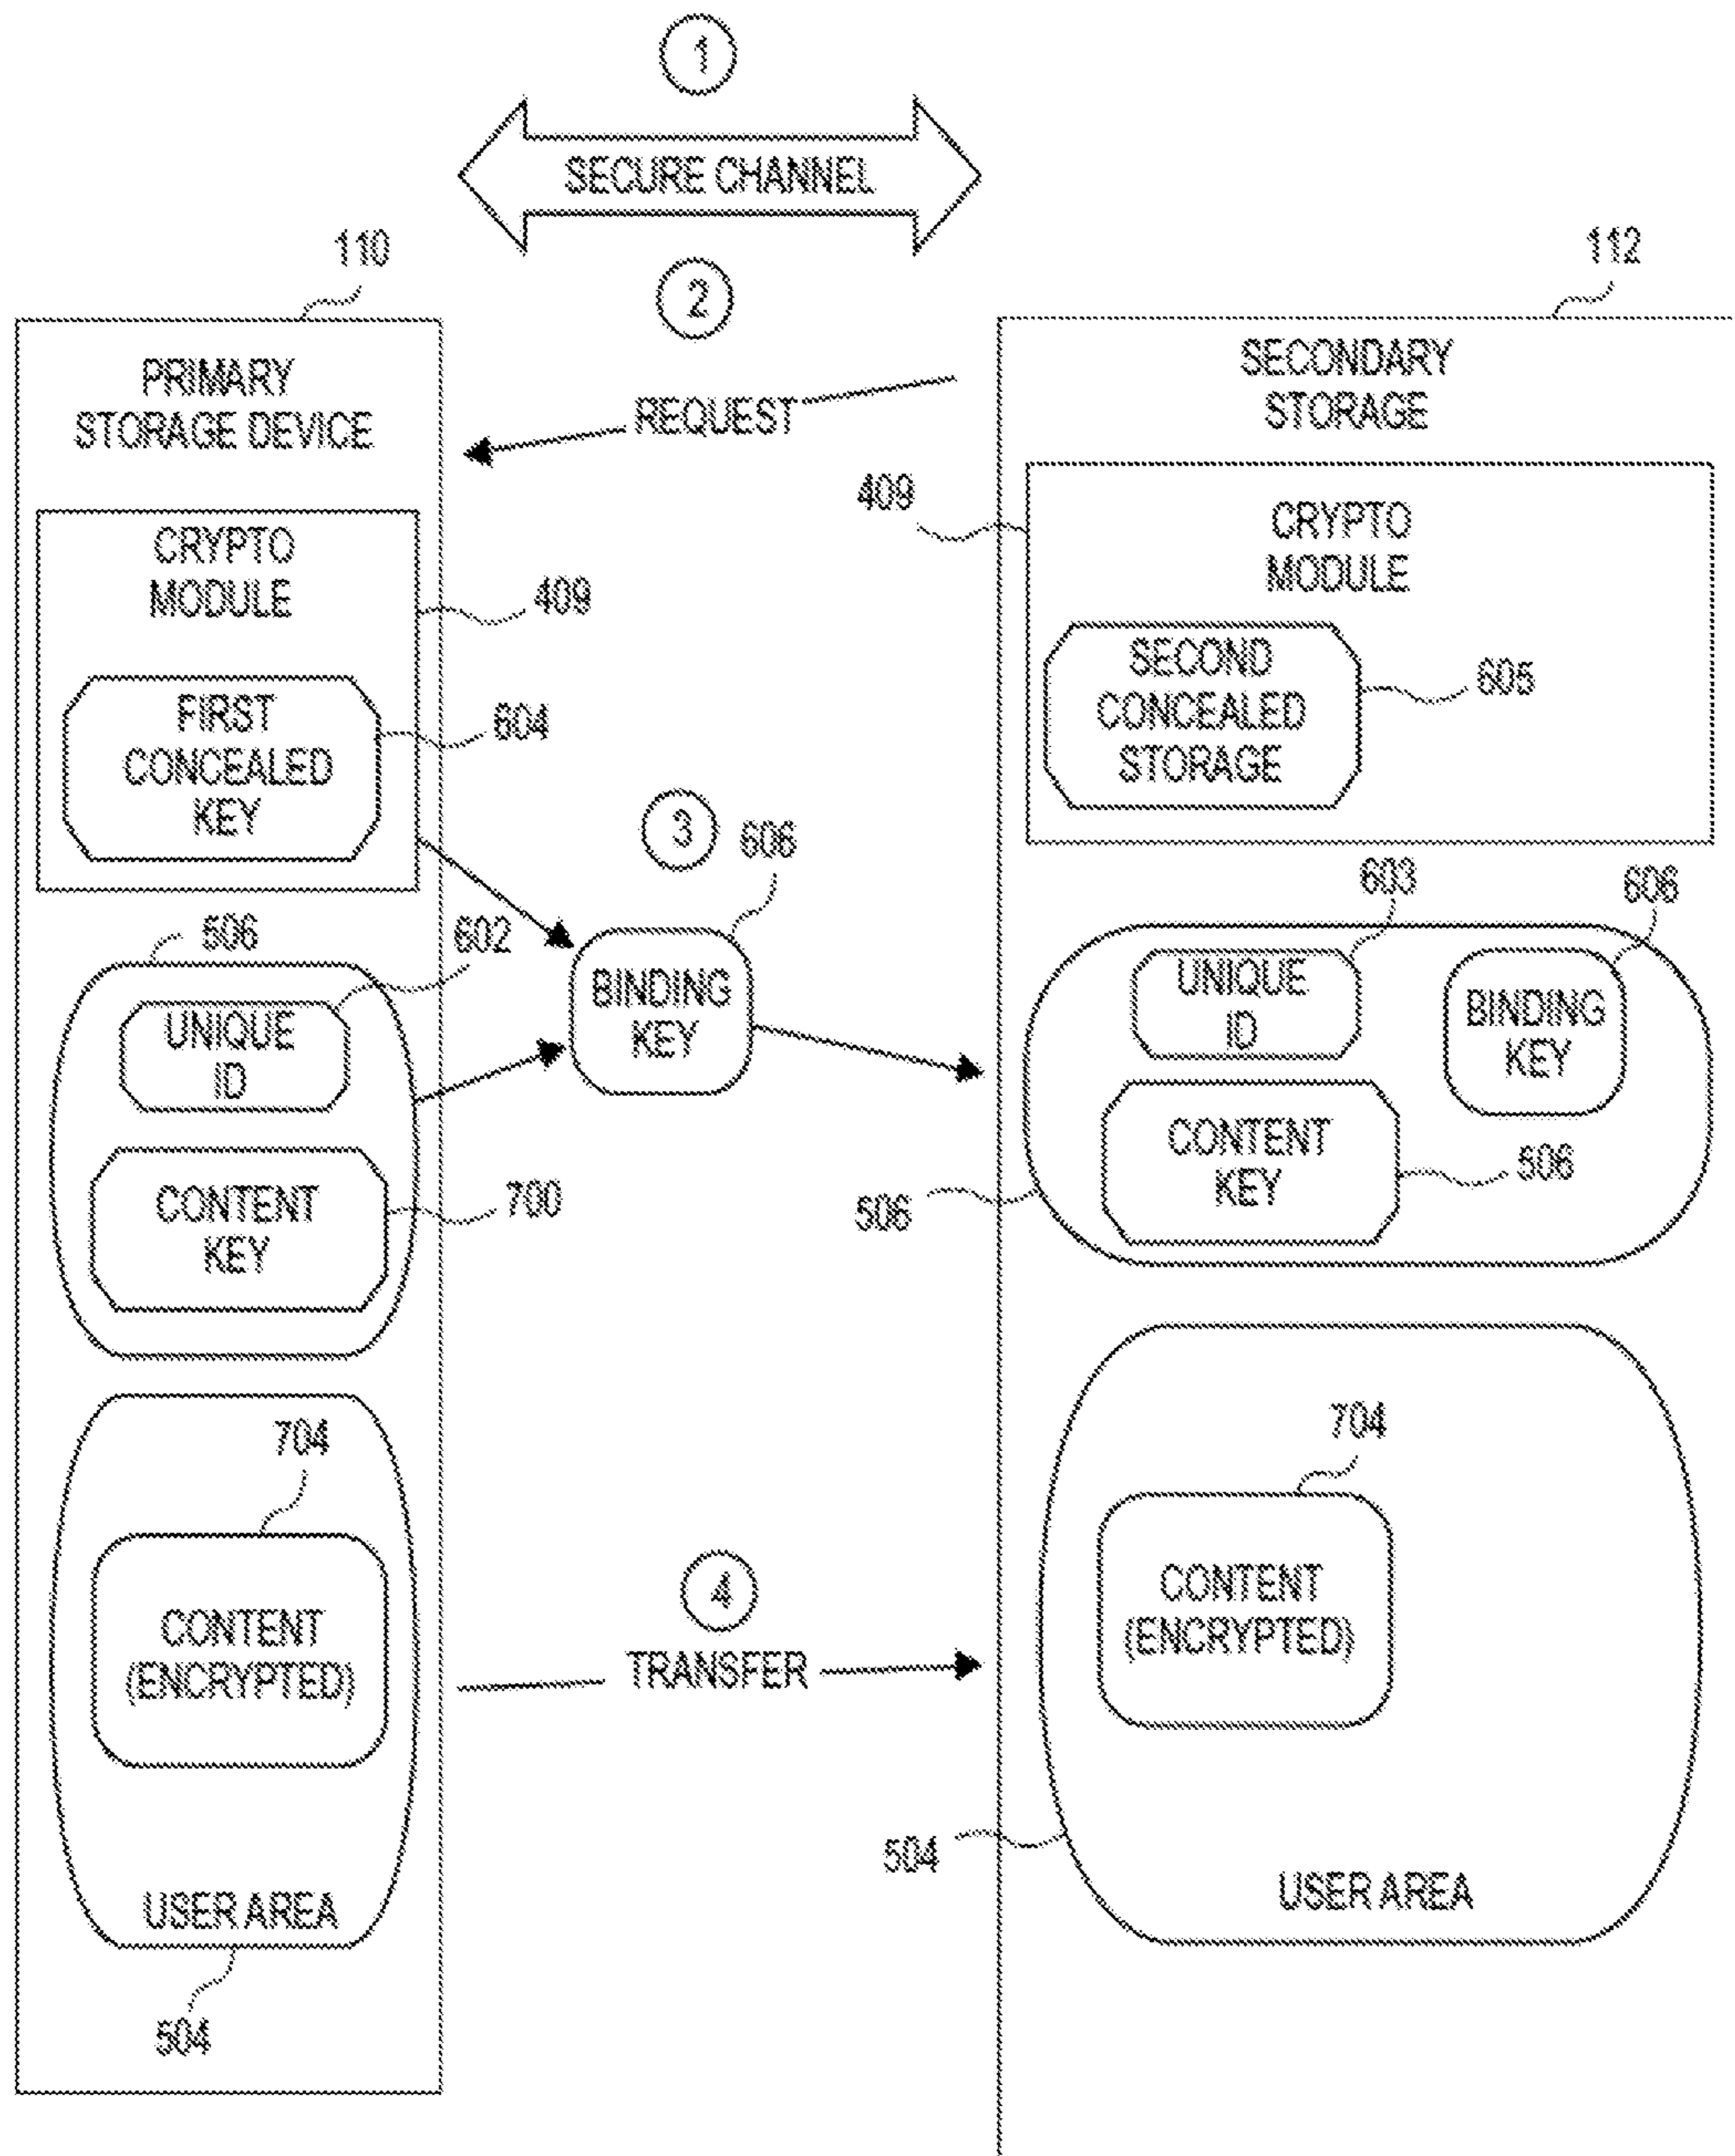 1
SECURE CHANNEL
2
110
PRIMARY
STORAGE DEVICE
REQUEST
112
SECONDARY
STORAGE
CRYPTO
MODULE
409
FIRST
CONCEALED
KEY
604
409
CRYPTO
MODULE
SECOND
CONCEALED
STORAGE
605
3
606
BINDING
KEY
506
602
UNIQUE
ID
CONTENT
KEY
700
603
606
UNIQUE
ID
BINDING
KEY
CONTENT
KEY
506
506
704
CONTENT
(ENCRYPTED)
USER AREA
504
4
TRANSFER
704
CONTENT
(ENCRYPTED)
504
USER AREA